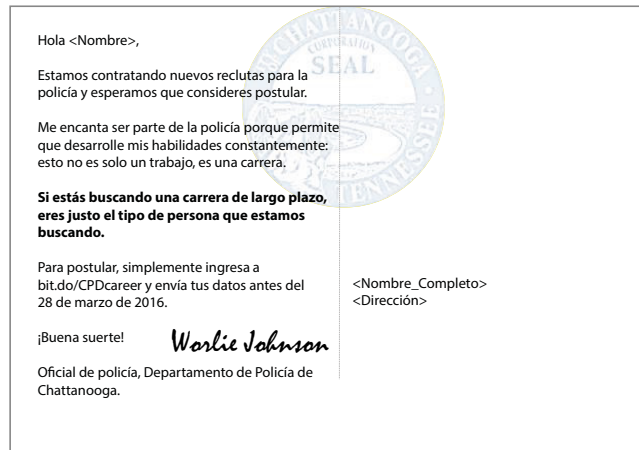 Hola <Nombre>,
Estamos contratando nuevos reclutas para la
policía y esperamos que consideres postular.
Me encanta ser parte de la policía porque permite
que desarrolle mis habilidades constantemente:
esto no es solo un trabajo, es una carrera.
Si estás buscando una carrera de largo plazo,
eres justo el tipo de persona que estamos
buscando.
Para postular, simplemente ingresa a
bit.do/CPDcareer y envía tus datos antes del
28 de marzo de 2016.
¡Buena suerte!
Worlie Johnson
Oficial de policía, Departamento de Policía de
Chattanooga.
<Nombre_Completo>
<Dirección>
CHATTANOOGA
CORPORATION
SEAL
TENNESSEE